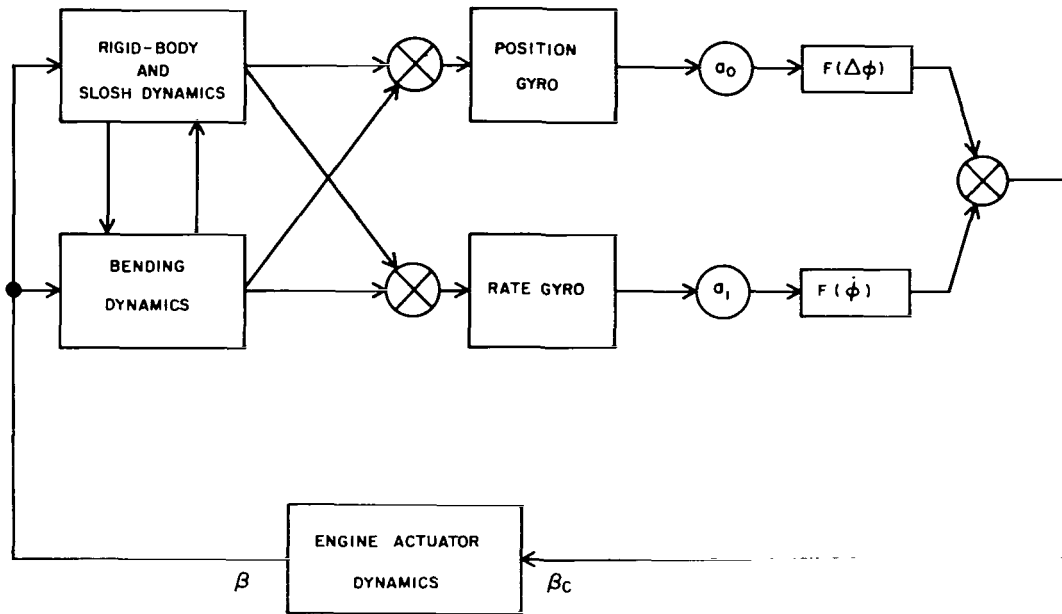 RIGID-BODY
AND
SLOSH DYNAMICS
POSITION
GYRO
a₀
F(Δϕ)
BENDING
DYNAMICS
RATE GYRO
a₁
F(ϕ̇)
ENGINE ACTUATOR
DYNAMICS
β
βC